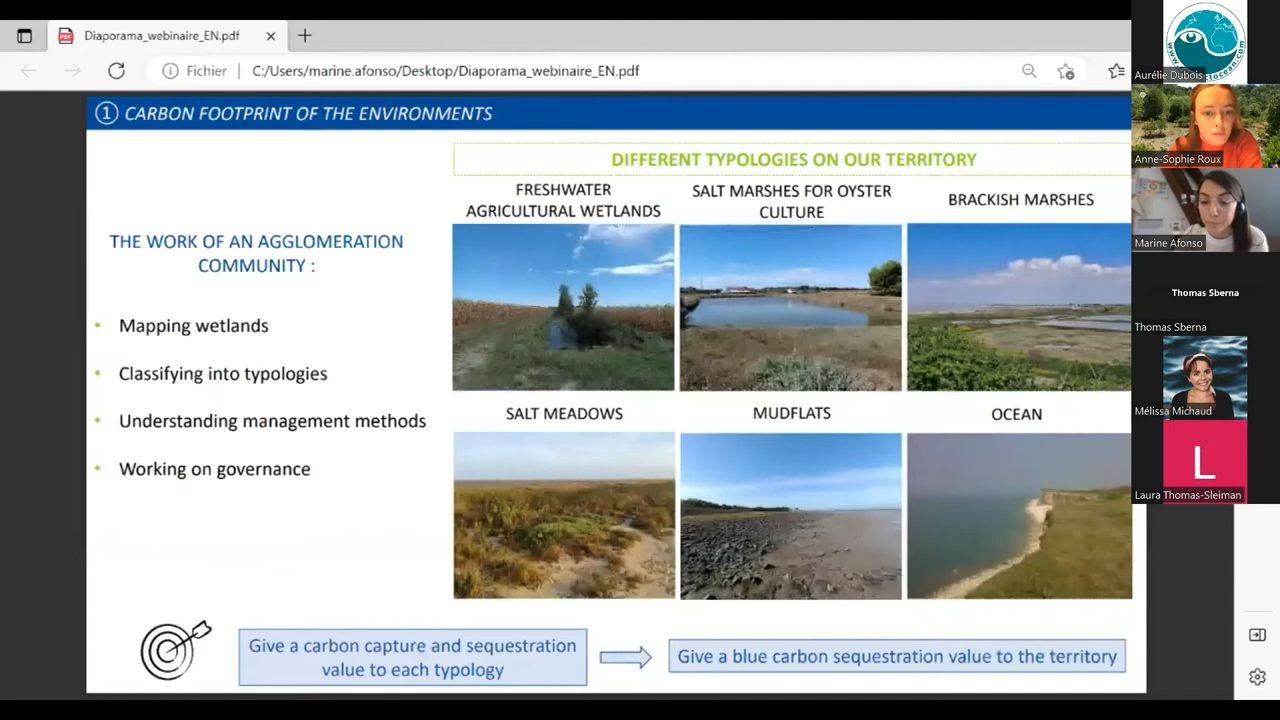 Diaporama_webinaire_EN.pdf
Fichier
C:/Users/marine.afonso/Desktop/Diaporama_webinaire_EN.pdf
① CARBON FOOTPRINT OF THE ENVIRONMENTS
DIFFERENT TYPOLOGIES ON OUR TERRITORY
THE WORK OF AN AGGLOMERATION
COMMUNITY :
• Mapping wetlands
• Classifying into typologies
• Understanding management methods
• Working on governance
FRESHWATER
AGRICULTURAL WETLANDS
SALT MARSHES FOR OYSTER
CULTURE
BRACKISH MARSHES
SALT MEADOWS
MUDFLATS
OCEAN
Give a carbon capture and sequestration
value to each typology
Give a blue carbon sequestration value to the territory
Aurélie Dubois
Anne-Sophie Roux
Marine Afonso
Thomas Sberna
Thomas Sberna
Mélissa Michaud
L
Laura Thomas-Sleiman